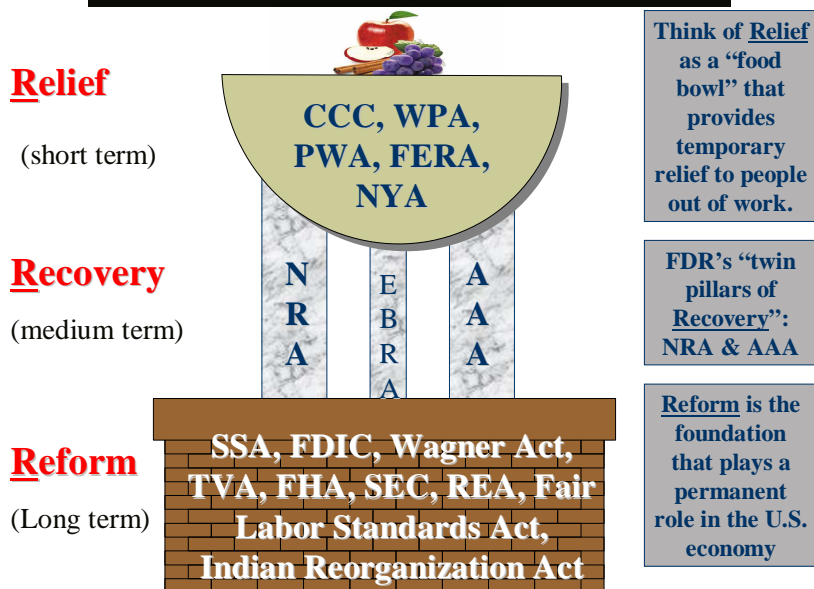 Relief
(short term)
CCC, WPA,
PWA, FERA,
NYA
Think of Relief
as a “food
bowl” that
provides
temporary
relief to people
out of work.
Recovery
(medium term)
NRA
EBRA
AAA
FDR’s “twin
pillars of
Recovery”:
NRA & AAA
Reform
(Long term)
SSA, FDIC, Wagner Act,
TVA, FHA, SEC, REA, Fair
Labor Standards Act,
Indian Reorganization Act
Reform is the
foundation
that plays a
permanent
role in the U.S.
economy